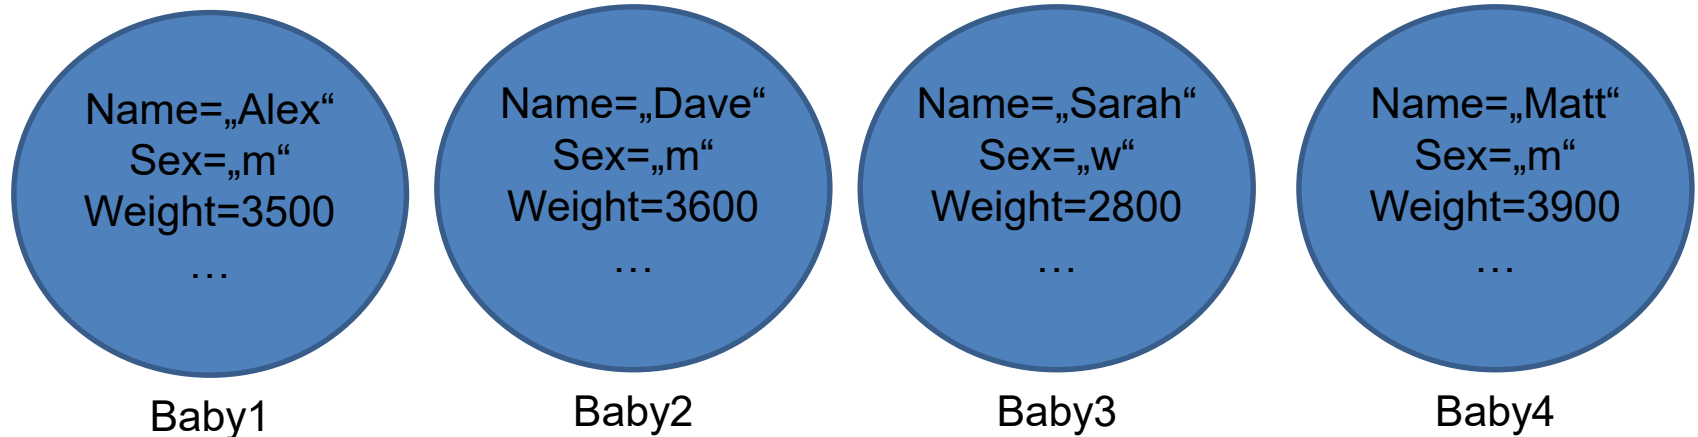 Name=„Alex“
Sex=„m“
Weight=3500
…
Baby1
Name=„Dave“
Sex=„m“
Weight=3600
…
Baby2
Name=„Sarah“
Sex=„w“
Weight=2800
…
Baby3
Name=„Matt“
Sex=„m“
Weight=3900
…
Baby4